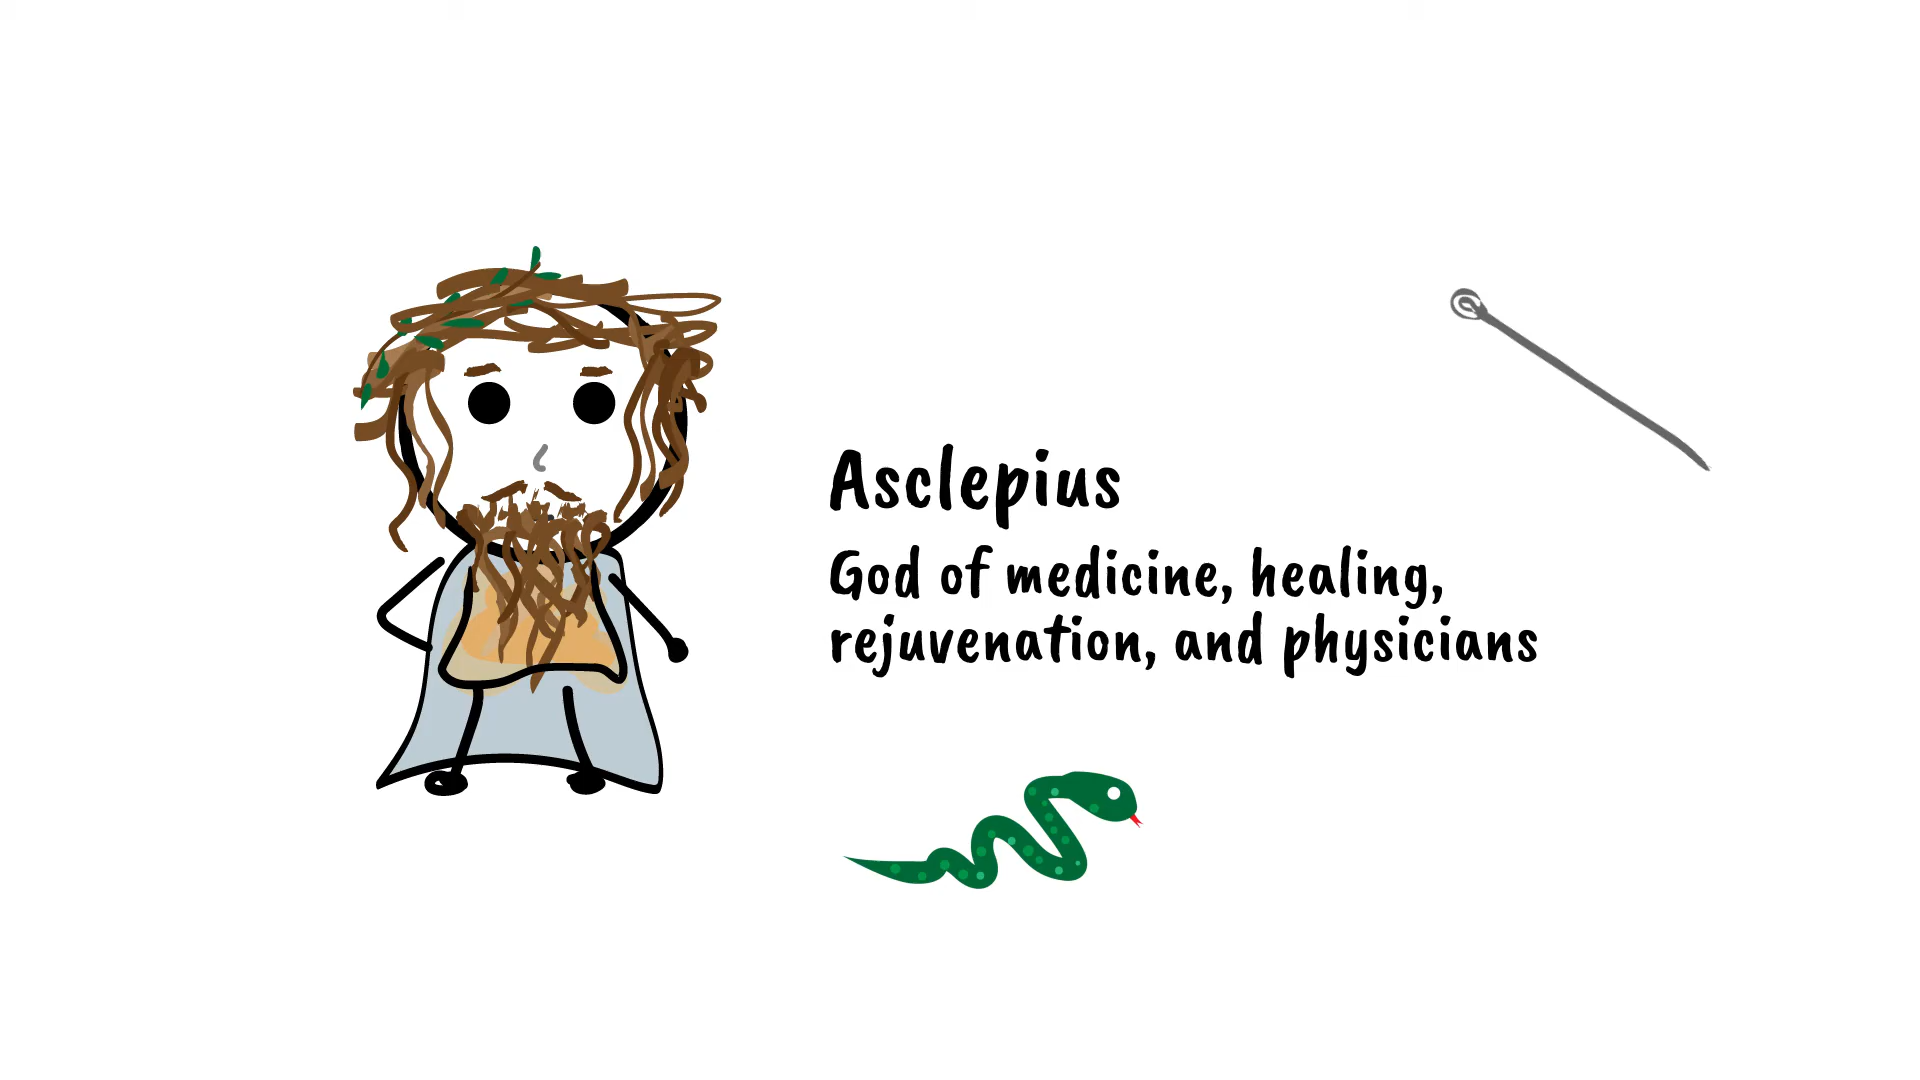 Asclepius
God of medicine, healing,
rejuvenation, and physicians